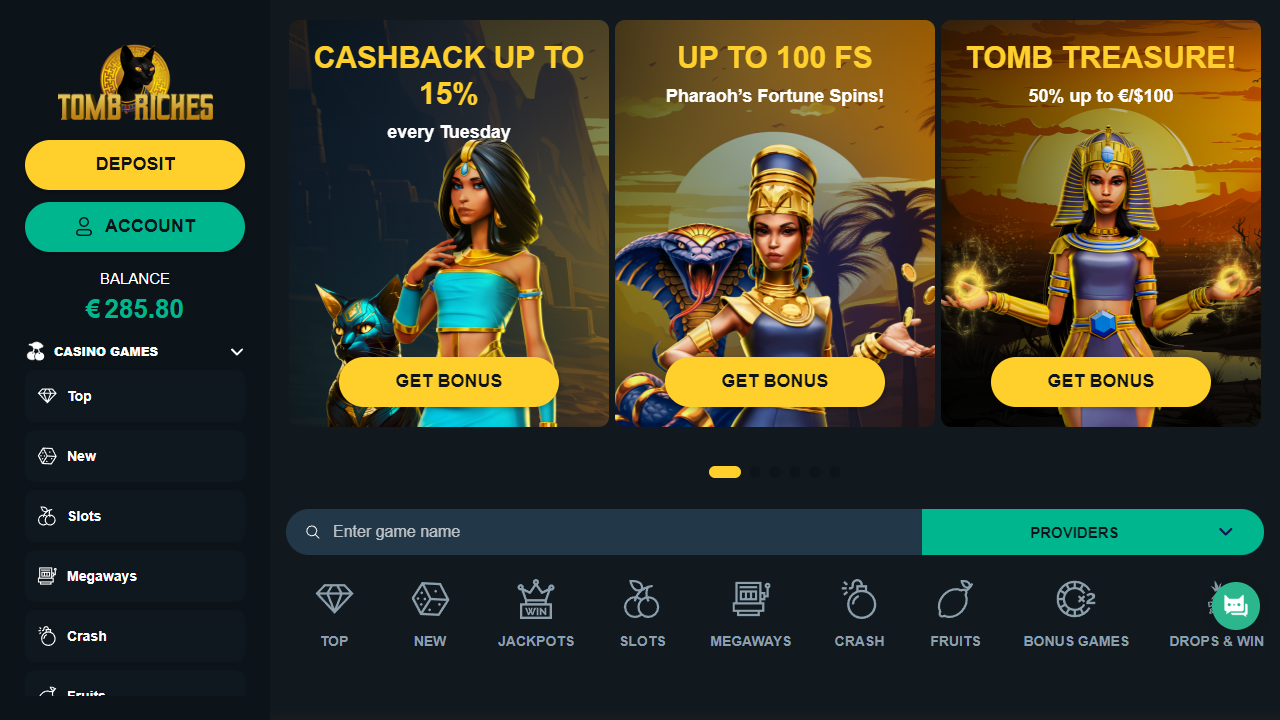 TOMB RICHES
DEPOSIT
ACCOUNT
BALANCE
€ 285.80
CASINO GAMES
Top
New
Slots
Megaways
Crash
Fruits
CASHBACK UP TO
15%
every Tuesday
GET BONUS
UP TO 100 FS
Pharaoh’s Fortune Spins!
GET BONUS
TOMB TREASURE!
50% up to €/$100
GET BONUS
Enter game name
PROVIDERS
TOP
NEW
WIN
JACKPOTS
SLOTS
MEGAWAYS
CRASH
FRUITS
X2
BONUS GAMES
DROPS & WIN